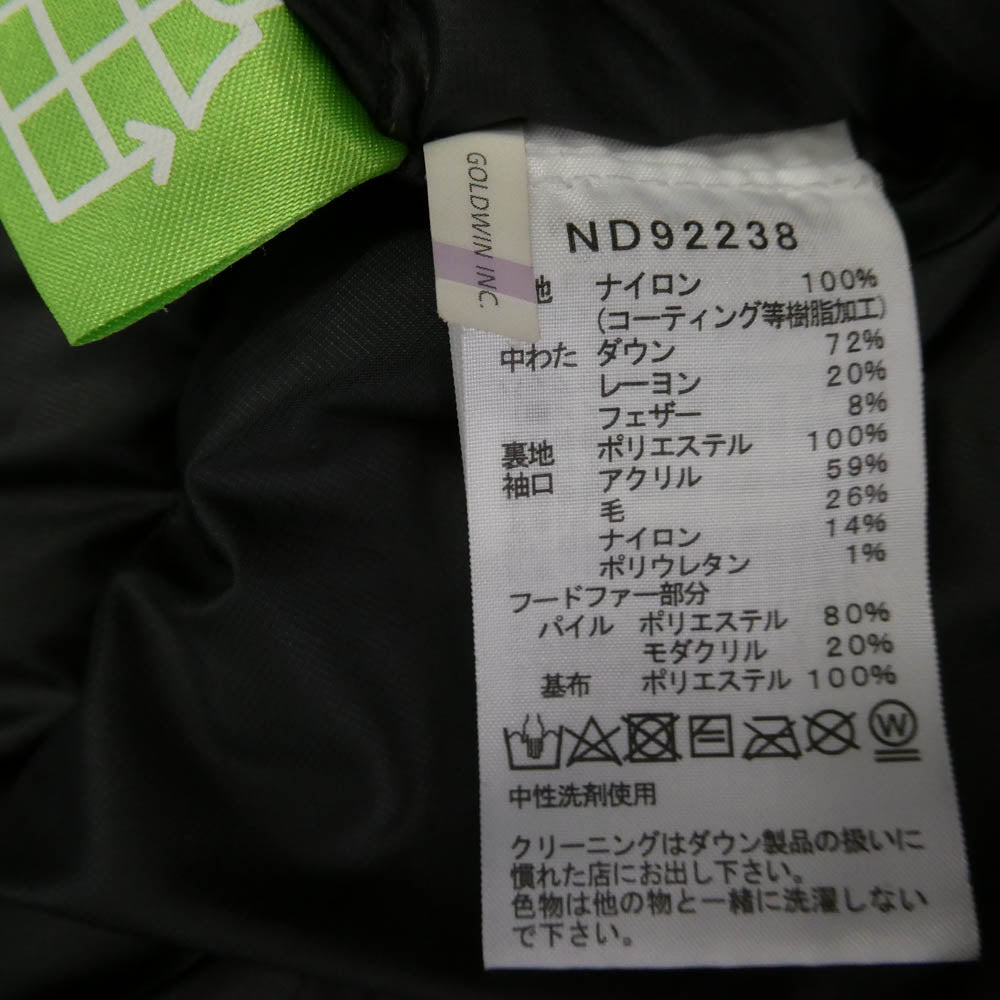 GOLDWIN INC.
ND92238
地 ナイロン 100%
(コーティング等樹脂加工)
中わた ダウン 72%
レーヨン 20%
フェザー 8%
裏地 ポリエステル 100%
袖口 アクリル 59%
毛 26%
ナイロン 14%
ポリウレタン 1%
フードファー部分
パイル ポリエステル 80%
モダクリル 20%
基布 ポリエステル 100%
W
中性洗剤使用
クリーニングはダウン製品の扱いに
慣れた店にお出し下さい。
色物は他の物と一緒に洗濯しない
で下さい。